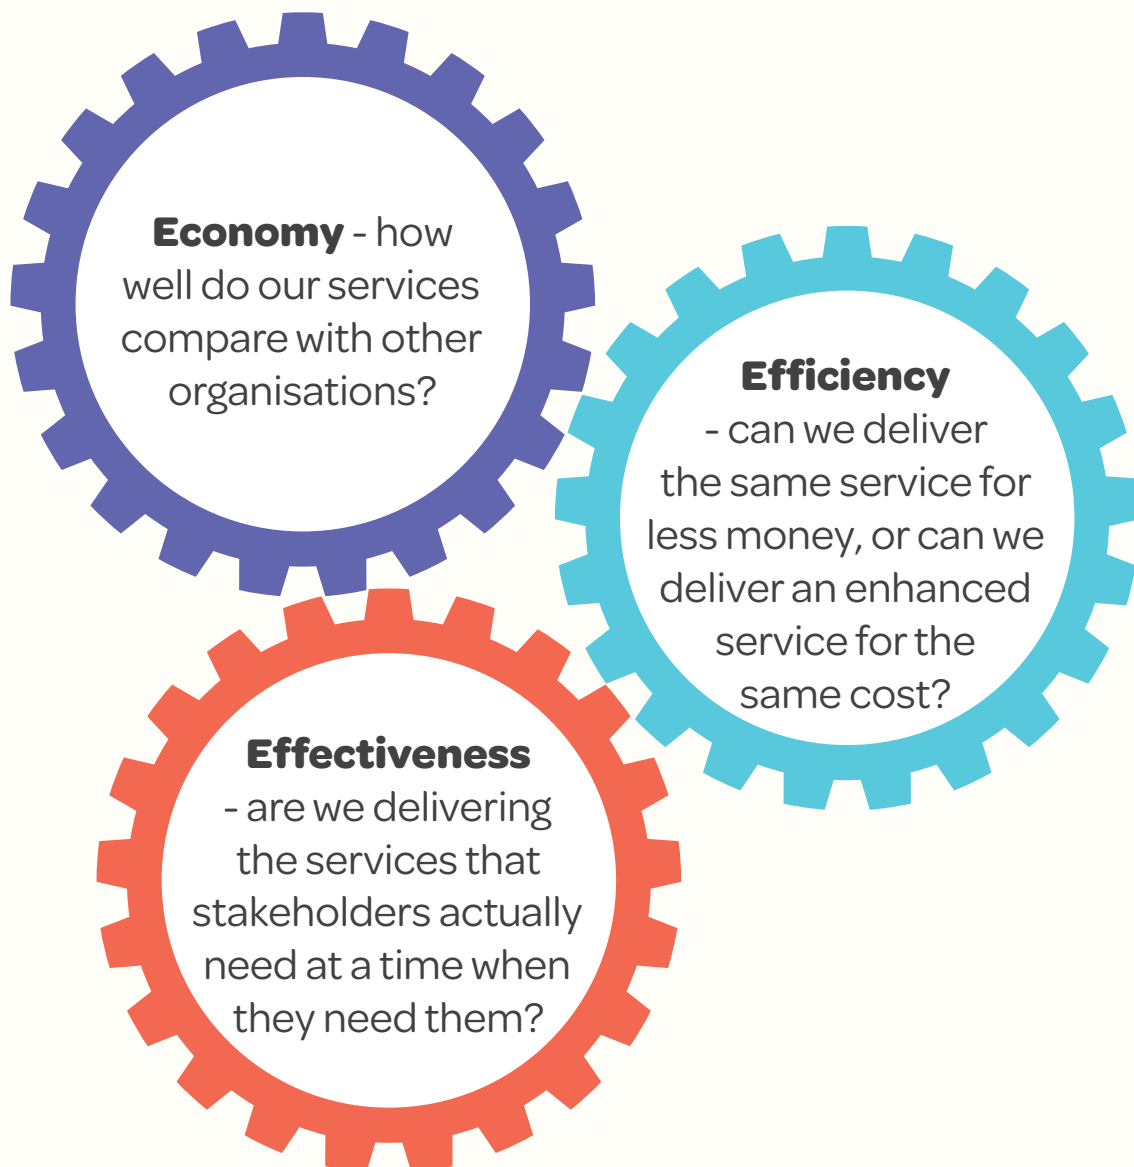 Economy - how
well do our services
compare with other
organisations?
Efficiency
- can we deliver
the same service for
less money, or can we
deliver an enhanced
service for the
same cost?
Effectiveness
- are we delivering
the services that
stakeholders actually
need at a time when
they need them?